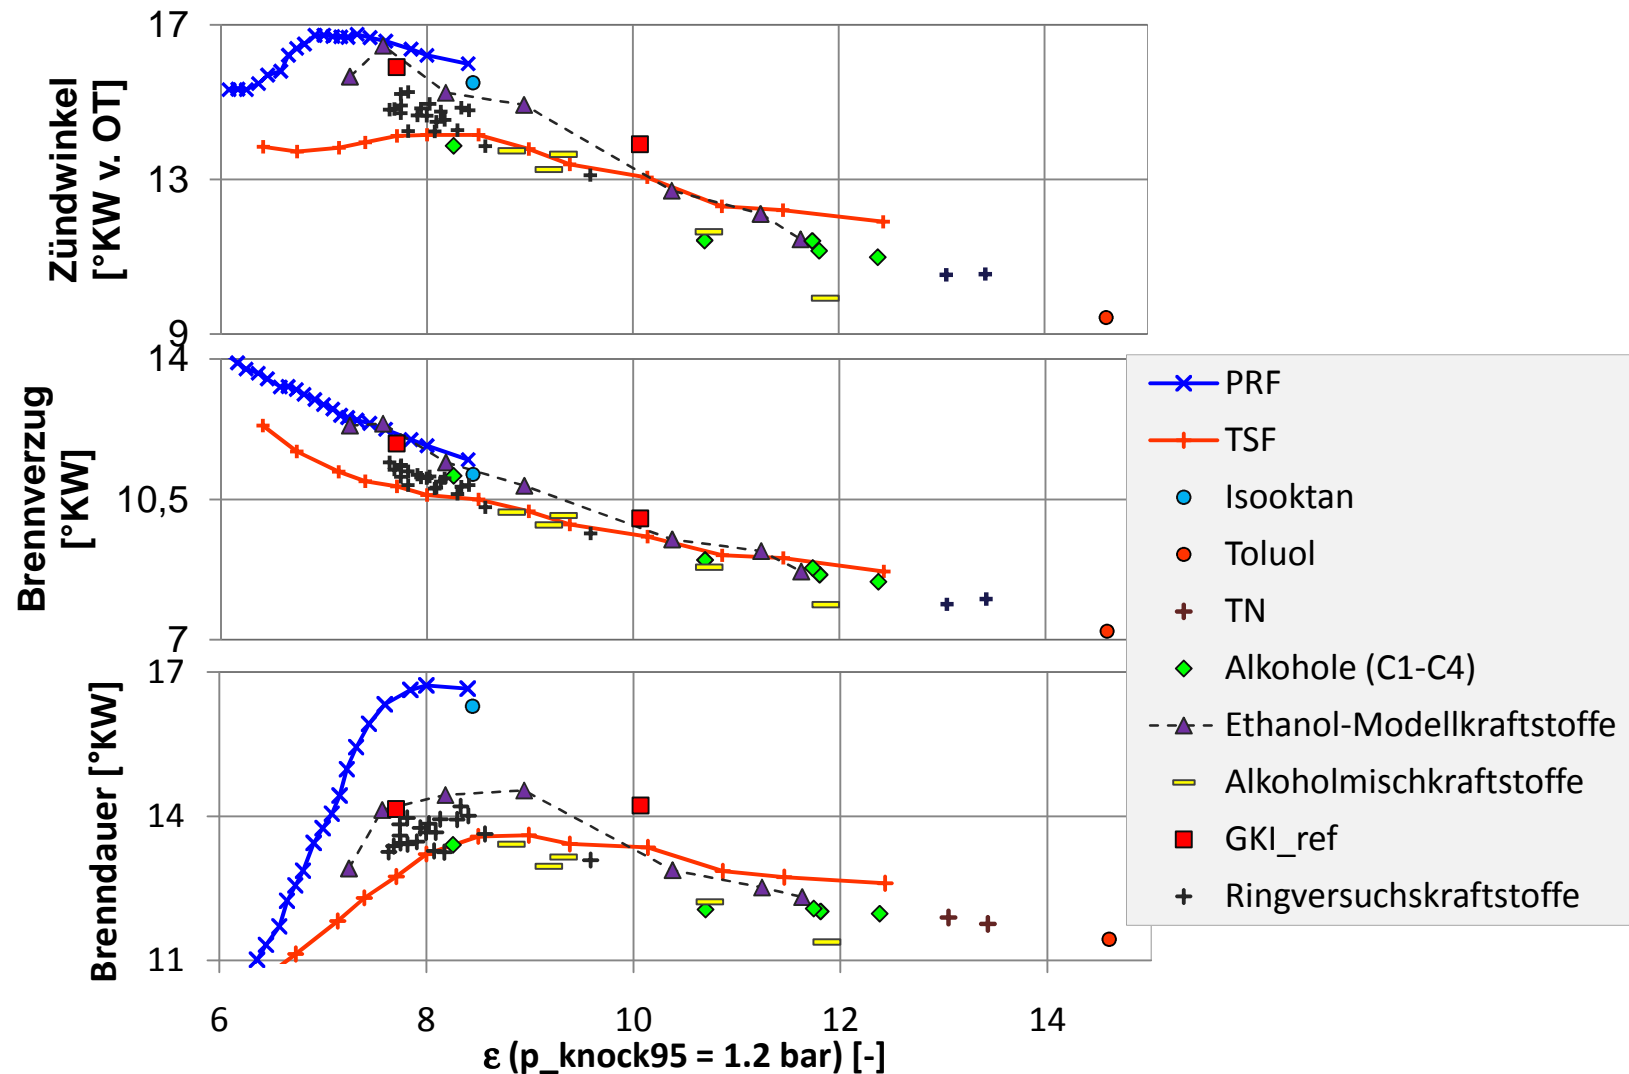 Zündwinkel
[°KW v. OT]
17
13
9
Brennverzug
[°KW]
14
10,5
7
Brenndauer [°KW]
17
14
11
6
8
10
12
14
ε (p_knock95 = 1.2 bar) [-]
PRF
TSF
Isooktan
Toluol
TN
Alkohole (C1-C4)
Ethanol-Modellkraftstoffe
Alkoholmischkraftstoffe
GKI_ref
Ringversuchskraftstoffe